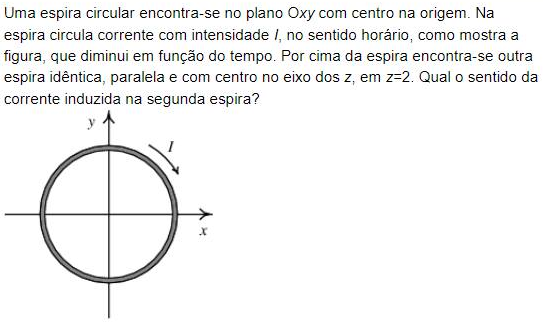 Uma espira circular encontra-se no plano Oxy com centro na origem. Na
espira circula corrente com intensidade I, no sentido horário, como mostra a
figura, que diminui em função do tempo. Por cima da espira encontra-se outra
espira idêntica, paralela e com centro no eixo dos z, em z=2. Qual o sentido da
corrente induzida na segunda espira?
y
I
x